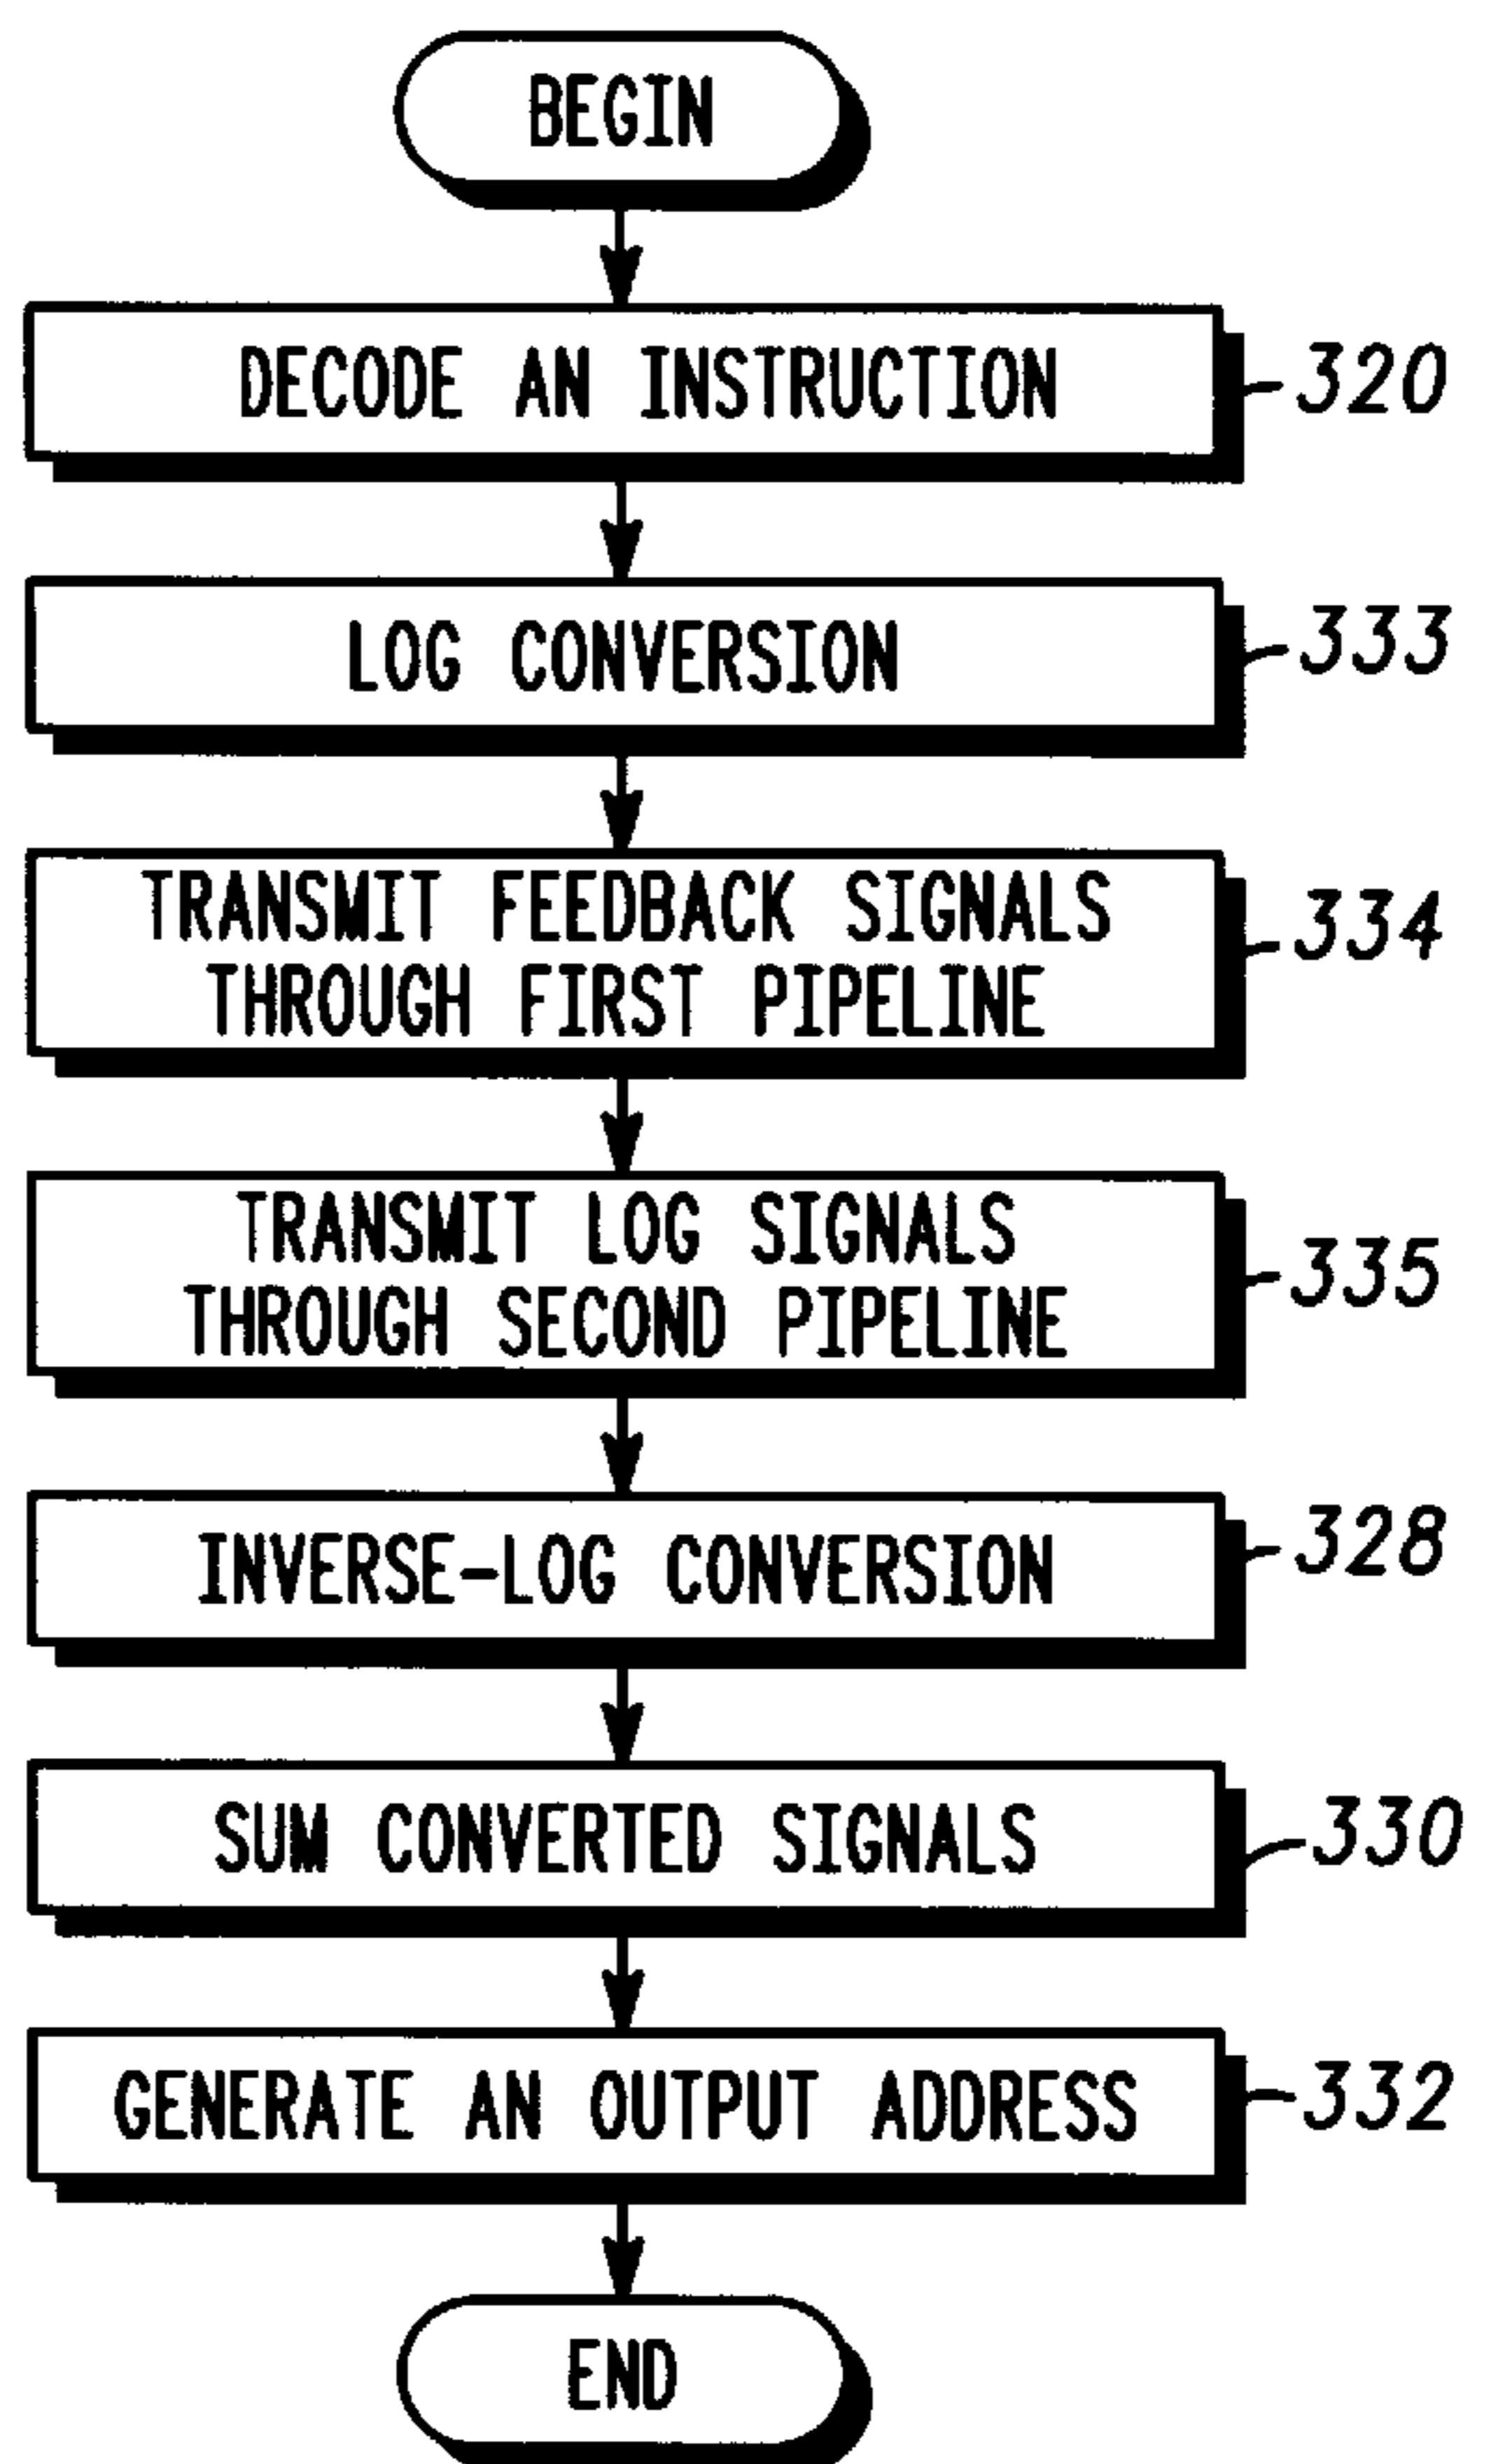 BEGIN
DECODE AN INSTRUCTION
320
LOG CONVERSION
333
TRANSMIT FEEDBACK SIGNALS
THROUGH FIRST PIPELINE
334
TRANSMIT LOG SIGNALS
THROUGH SECOND PIPELINE
335
INVERSE-LOG CONVERSION
328
SUM CONVERTED SIGNALS
330
GENERATE AN OUTPUT ADDRESS
332
END